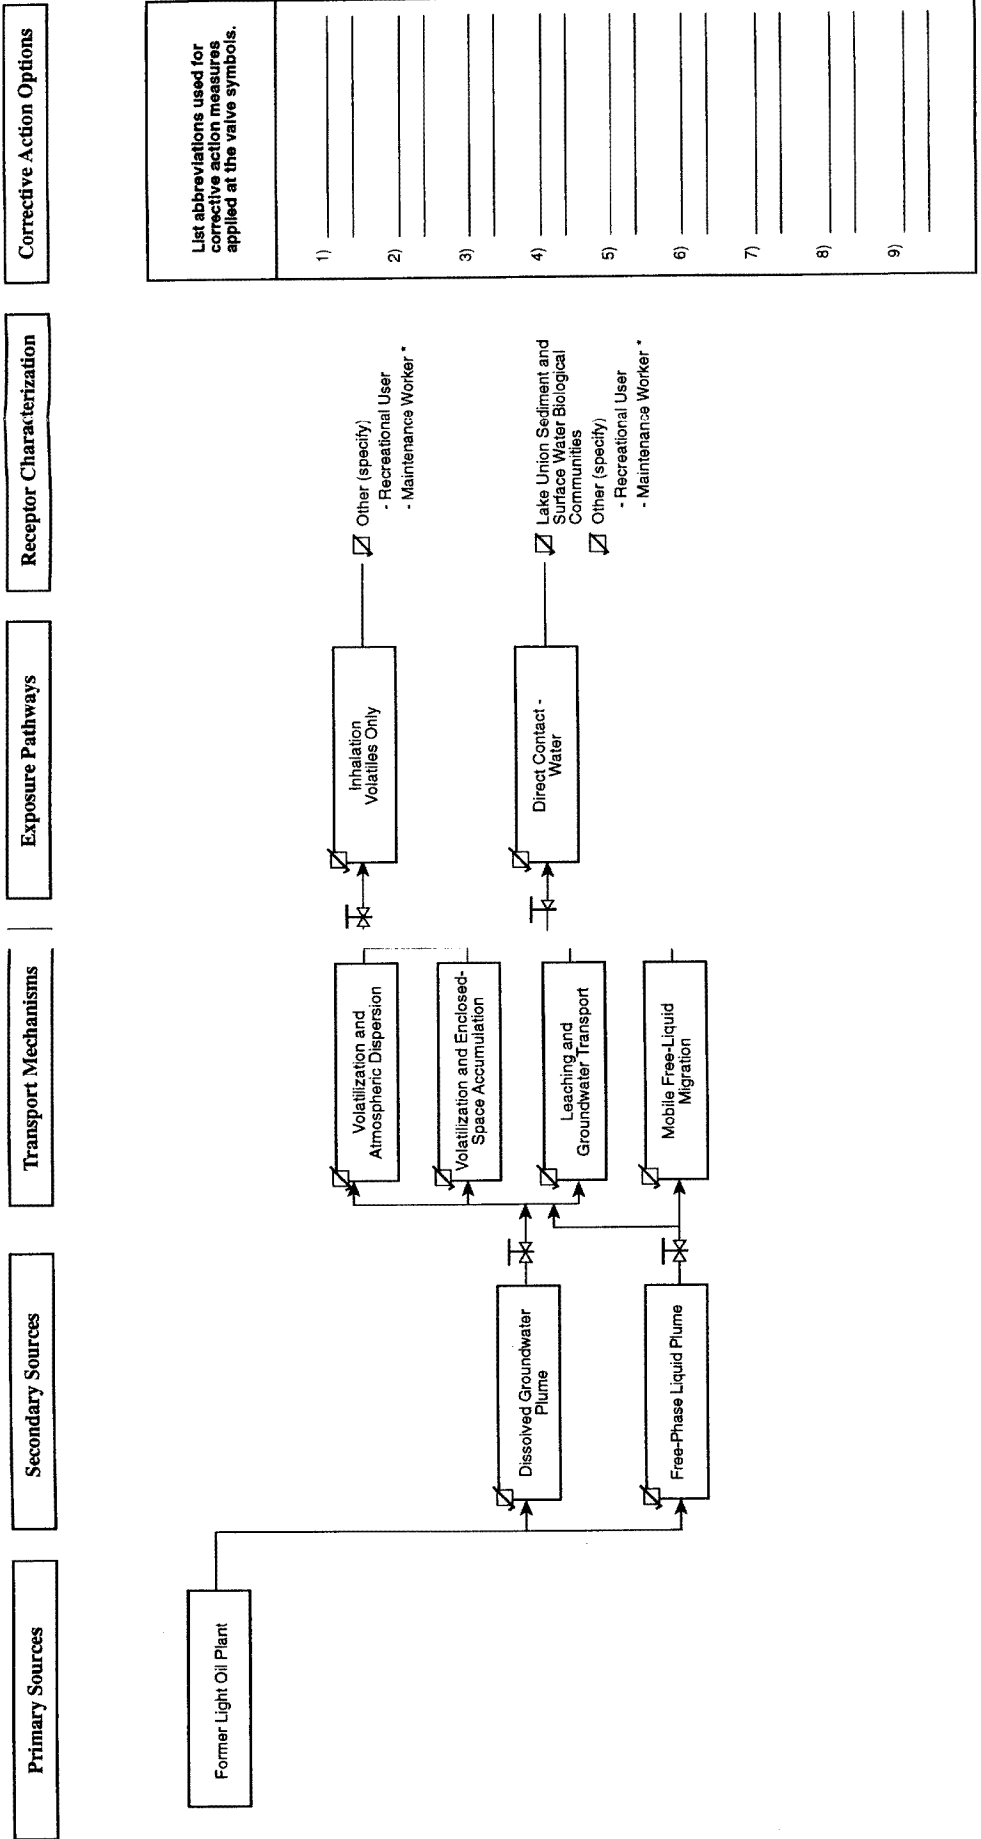 Primary Sources
Secondary Sources
Transport Mechanisms
Exposure Pathways
Receptor Characterization
Corrective Action Options
Former Light Oil Plant
Dissolved Groundwater
Plume
Free-Phase Liquid Plume
Volatilization and
Atmospheric Dispersion
Volatilization and Enclosed-
Space Accumulation
Leaching and
Groundwater Transport
Mobile Free-Liquid
Migration
Inhalation
Volatiles Only
Direct Contact -
Water
Other (specify)
- Recreational User
- Maintenance Worker *
Lake Union Sediment and
Surface Water Biological
Communities
Other (specify)
- Recreational User
- Maintenance Worker *
List abbreviations used for
corrective action measures
applied at the valve symbols.
1)
2)
3)
4)
5)
6)
7)
8)
9)